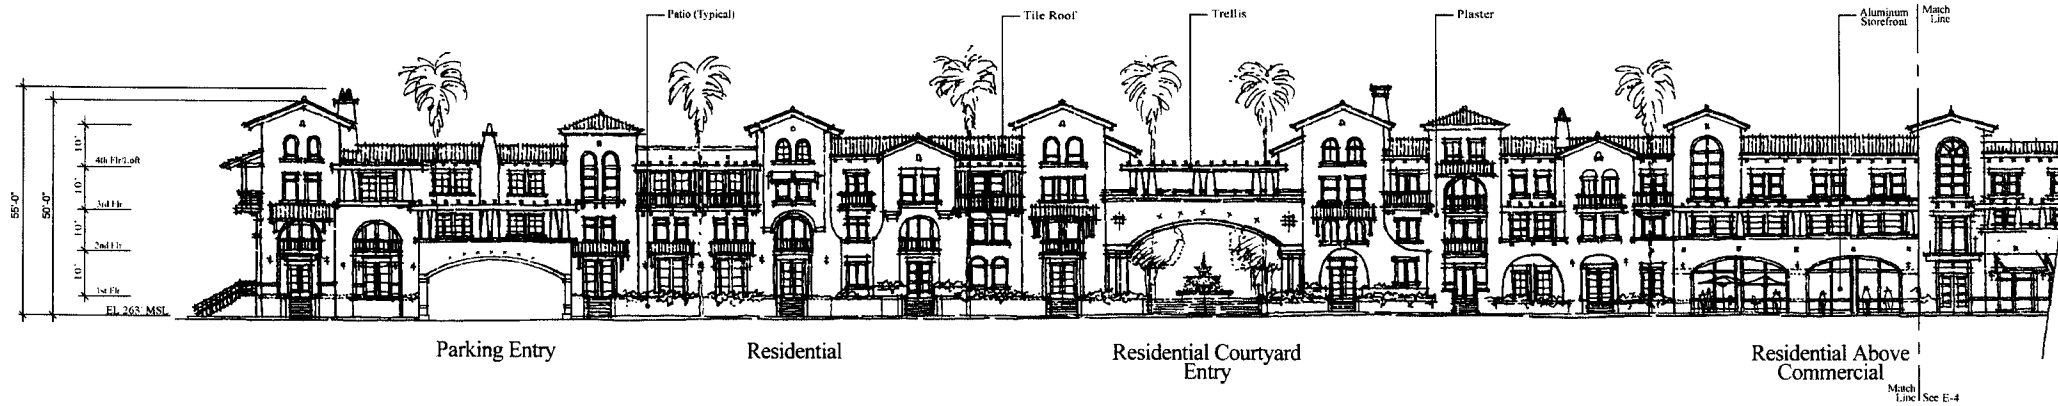 Patio (Typical)
Tile Roof
Trellis
Plaster
Aluminum
Storefront
Match
Line
55'-0"
50'-0"
10'
4th Flr/Loft
10'
3rd Flr
10'
2nd Flr
10'
1st Flr
EL 263' MSL
Parking Entry
Residential
Residential Courtyard
Entry
Residential Above
Commercial
Match
Line
See E-4